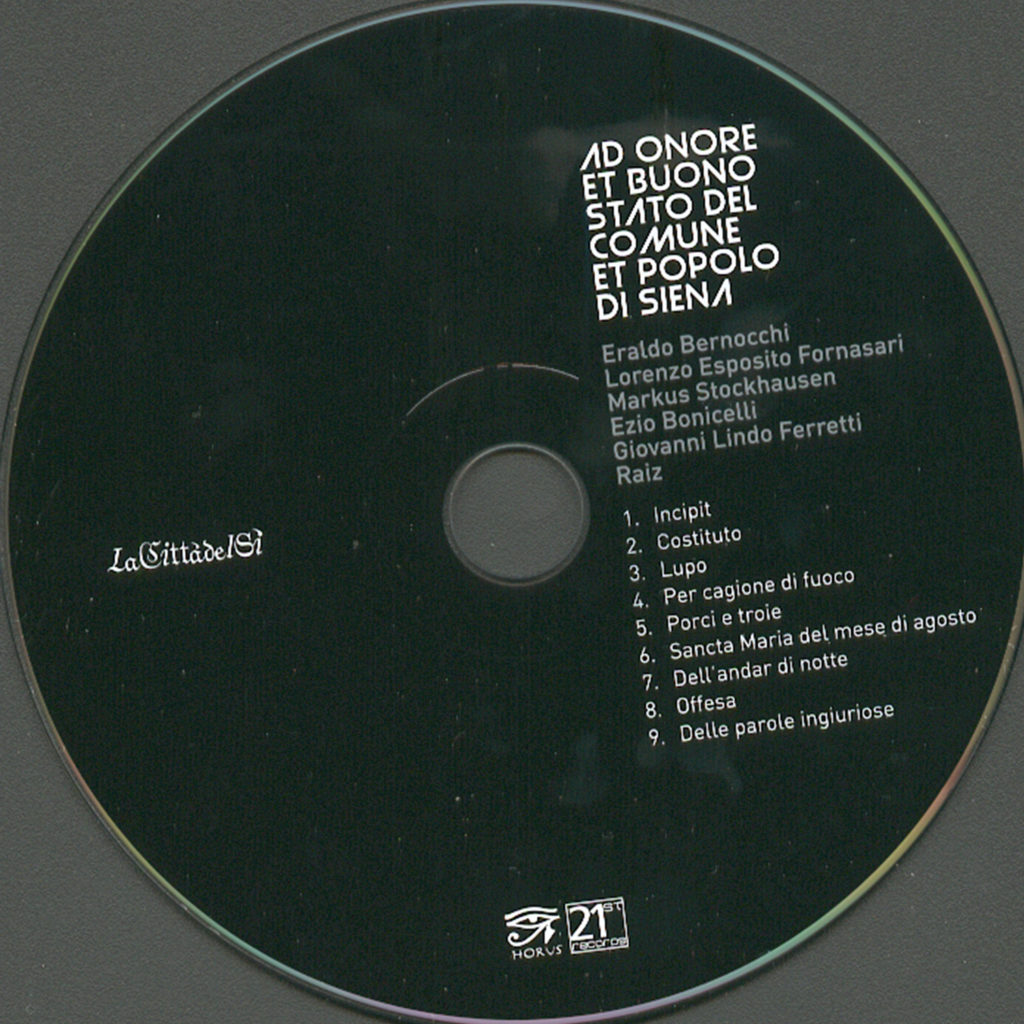 AD ONORE
ET BUONO
STATO DEL
COMUNE
ET POPOLO
DI SIENA
Eraldo Bernocchi
Lorenzo Esposito Fornasari
Markus Stockhausen
Ezio Bonicelli
Giovanni Lindo Ferretti
Raiz
1. Incipit
2. Costituto
3. Lupo
4. Per cagione di fuoco
5. Porci e troie
6. Sancta Maria del mese di agosto
7. Dell'andar di notte
8. Offesa
9. Delle parole ingiuriose
LaCittàdelSì
HORUS
21ST
records